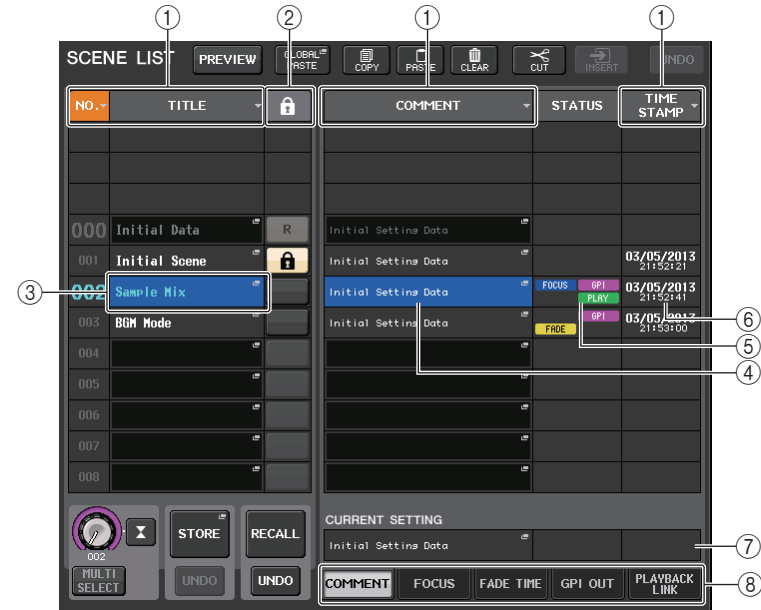 ① ② ① ①
SCENE LIST PREVIEW GLOBAL PASTE COPY PASTE CLEAR CUT INSERT UNDO
NO. TITLE COMMENT STATUS TIME STAMP
000 Initial Data R Initial Setting Data
001 Initial Scene Initial Setting Data 03/05/2013 21:52:21
③ 002 Sample Mix Initial Setting Data FOCUS GPI PLAY 03/05/2013 21:52:41
003 BGM Mode Initial Setting Data FADE GPI 03/05/2013 21:53:00
⑥
⑤
004
④
005
006
007
008
CURRENT SETTING
002 STORE RECALL Initial Setting Data ⑦
MULTI SELECT UNDO UNDO COMMENT FOCUS FADE TIME GPI OUT PLAYBACK LINK ⑧